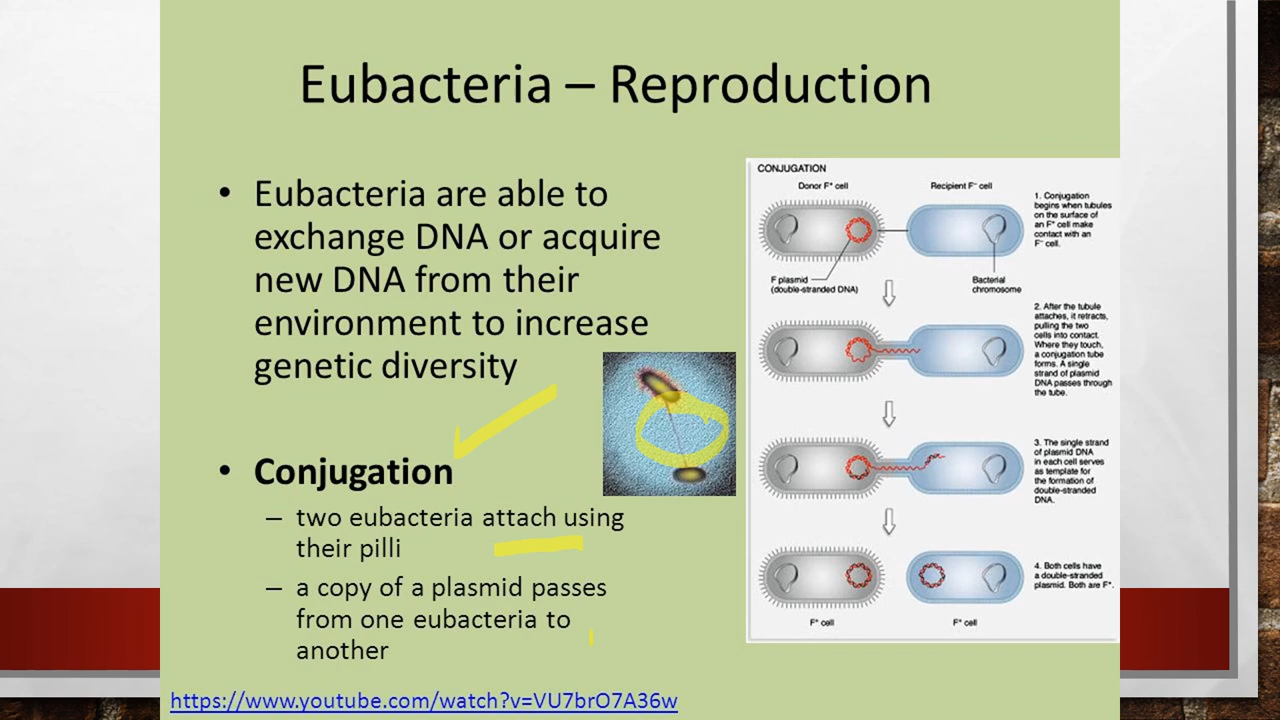 Eubacteria – Reproduction
• Eubacteria are able to
exchange DNA or acquire
new DNA from their
environment to increase
genetic diversity
• Conjugation
– two eubacteria attach using
their pilli
– a copy of a plasmid passes
from one eubacteria to
another
https://www.youtube.com/watch?v=VU7brO7A36w
CONJUGATION
Donor F⁺ cell
Recipient F⁻ cell
F plasmid
(double-stranded DNA)
Bacterial
chromosome
1. Conjugation
begins when tubules
on the surface of
an F⁺ cell make
contact with an
F⁻ cell.
2. After the tubule
attaches, it retracts,
pulling the two
cells into contact.
Where they touch,
a conjugation tube
forms. A single
strand of plasmid
DNA passes through
the tube.
3. The single strand
of plasmid DNA
in each cell serves
as template for
the formation of
double-stranded
DNA.
4. Both cells have
a double-stranded
plasmid. Both are F⁺.
F⁺ cell
F⁺ cell